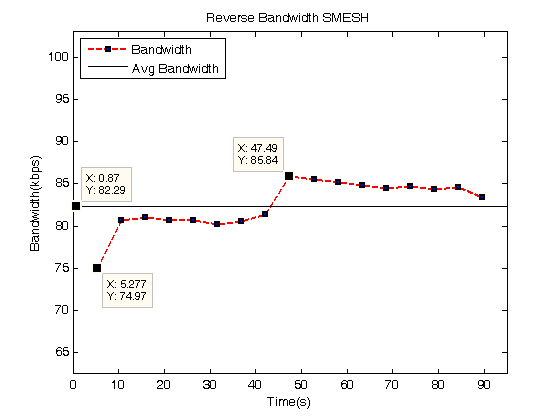 Reverse Bandwidth SMESH
Bandwidth
Avg Bandwidth
X: 0.87
Y: 82.29
X: 47.49
Y: 85.84
X: 5.277
Y: 74.97
Bandwidth(kbps)
100
95
90
85
80
75
70
65
0 10 20 30 40 50 60 70 80 90
Time(s)